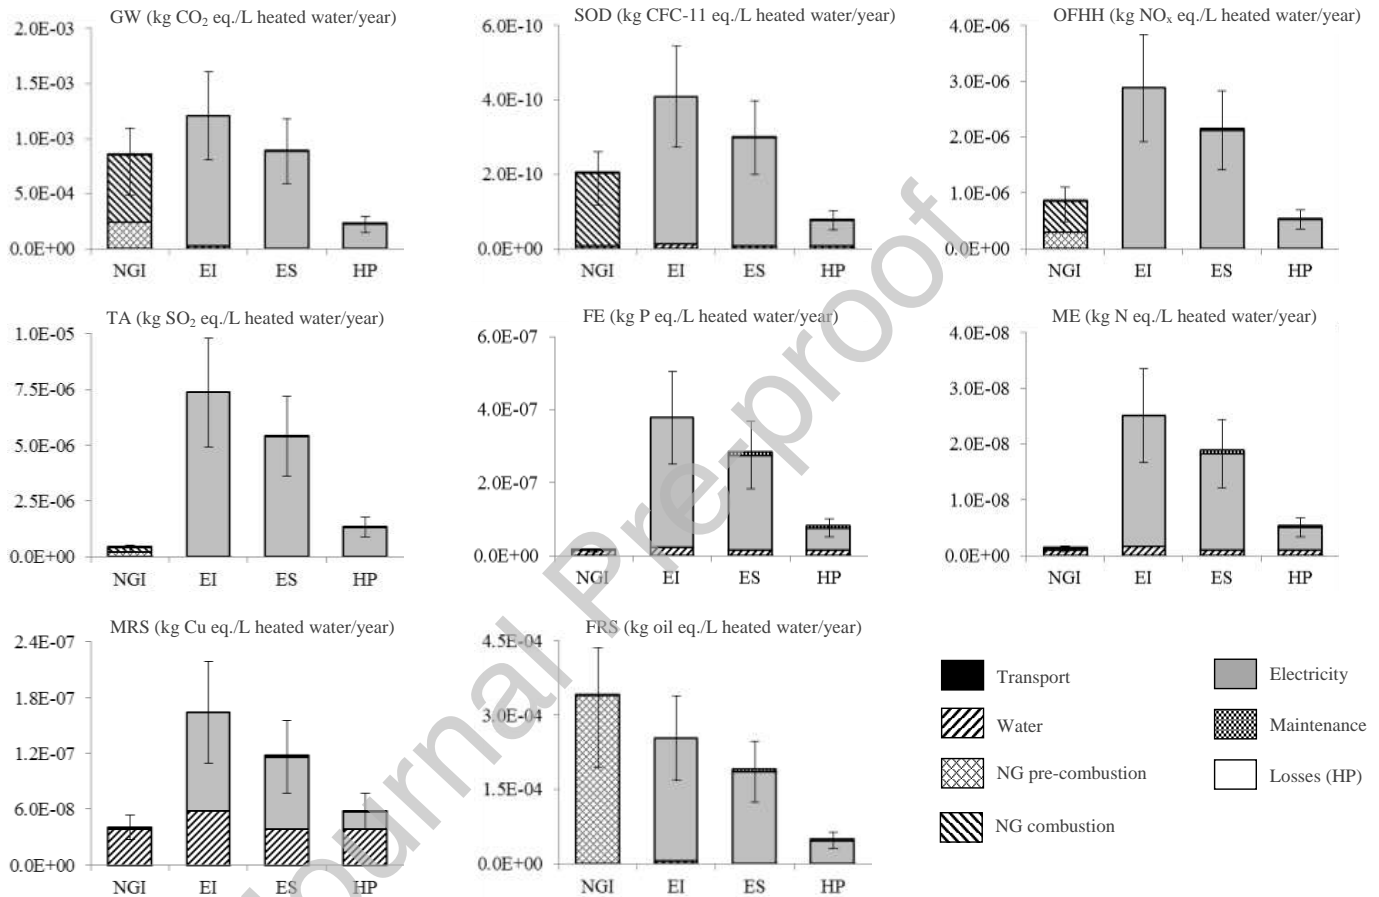 GW (kg CO₂ eq./L heated water/year)
2.0E-03
1.5E-03
1.0E-03
5.0E-04
0.0E+00
NGI EI ES HP
SOD (kg CFC-11 eq./L heated water/year)
6.0E-10
4.0E-10
2.0E-10
0.0E+00
NGI EI ES HP
OFHH (kg NOₓ eq./L heated water/year)
4.0E-06
3.0E-06
2.0E-06
1.0E-06
0.0E+00
NGI EI ES HP
TA (kg SO₂ eq./L heated water/year)
1.0E-05
7.5E-06
5.0E-06
2.5E-06
0.0E+00
NGI EI ES HP
FE (kg P eq./L heated water/year)
6.0E-07
4.0E-07
2.0E-07
0.0E+00
NGI EI ES HP
ME (kg N eq./L heated water/year)
4.0E-08
3.0E-08
2.0E-08
1.0E-08
0.0E+00
NGI EI ES HP
MRS (kg Cu eq./L heated water/year)
2.4E-07
1.8E-07
1.2E-07
6.0E-08
0.0E+00
NGI EI ES HP
FRS (kg oil eq./L heated water/year)
4.5E-04
3.0E-04
1.5E-04
0.0E+00
NGI EI ES HP
Transport
Water
NG pre-combustion
NG combustion
Electricity
Maintenance
Losses (HP)
Journal Pre-proof